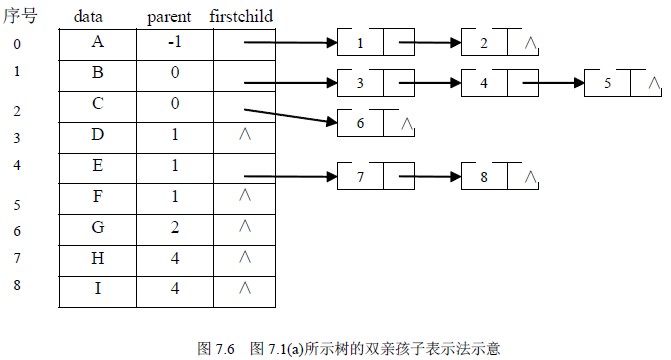 序号 data parent firstchild
0 A -1 1 2 ∧
1 B 0 3 4 5 ∧
2 C 0 6 ∧
3 D 1 ∧
4 E 1 7 8 ∧
5 F 1 ∧
6 G 2 ∧
7 H 4 ∧
8 I 4 ∧
图 7.6 图 7.1(a)所示树的双亲孩子表示法示意